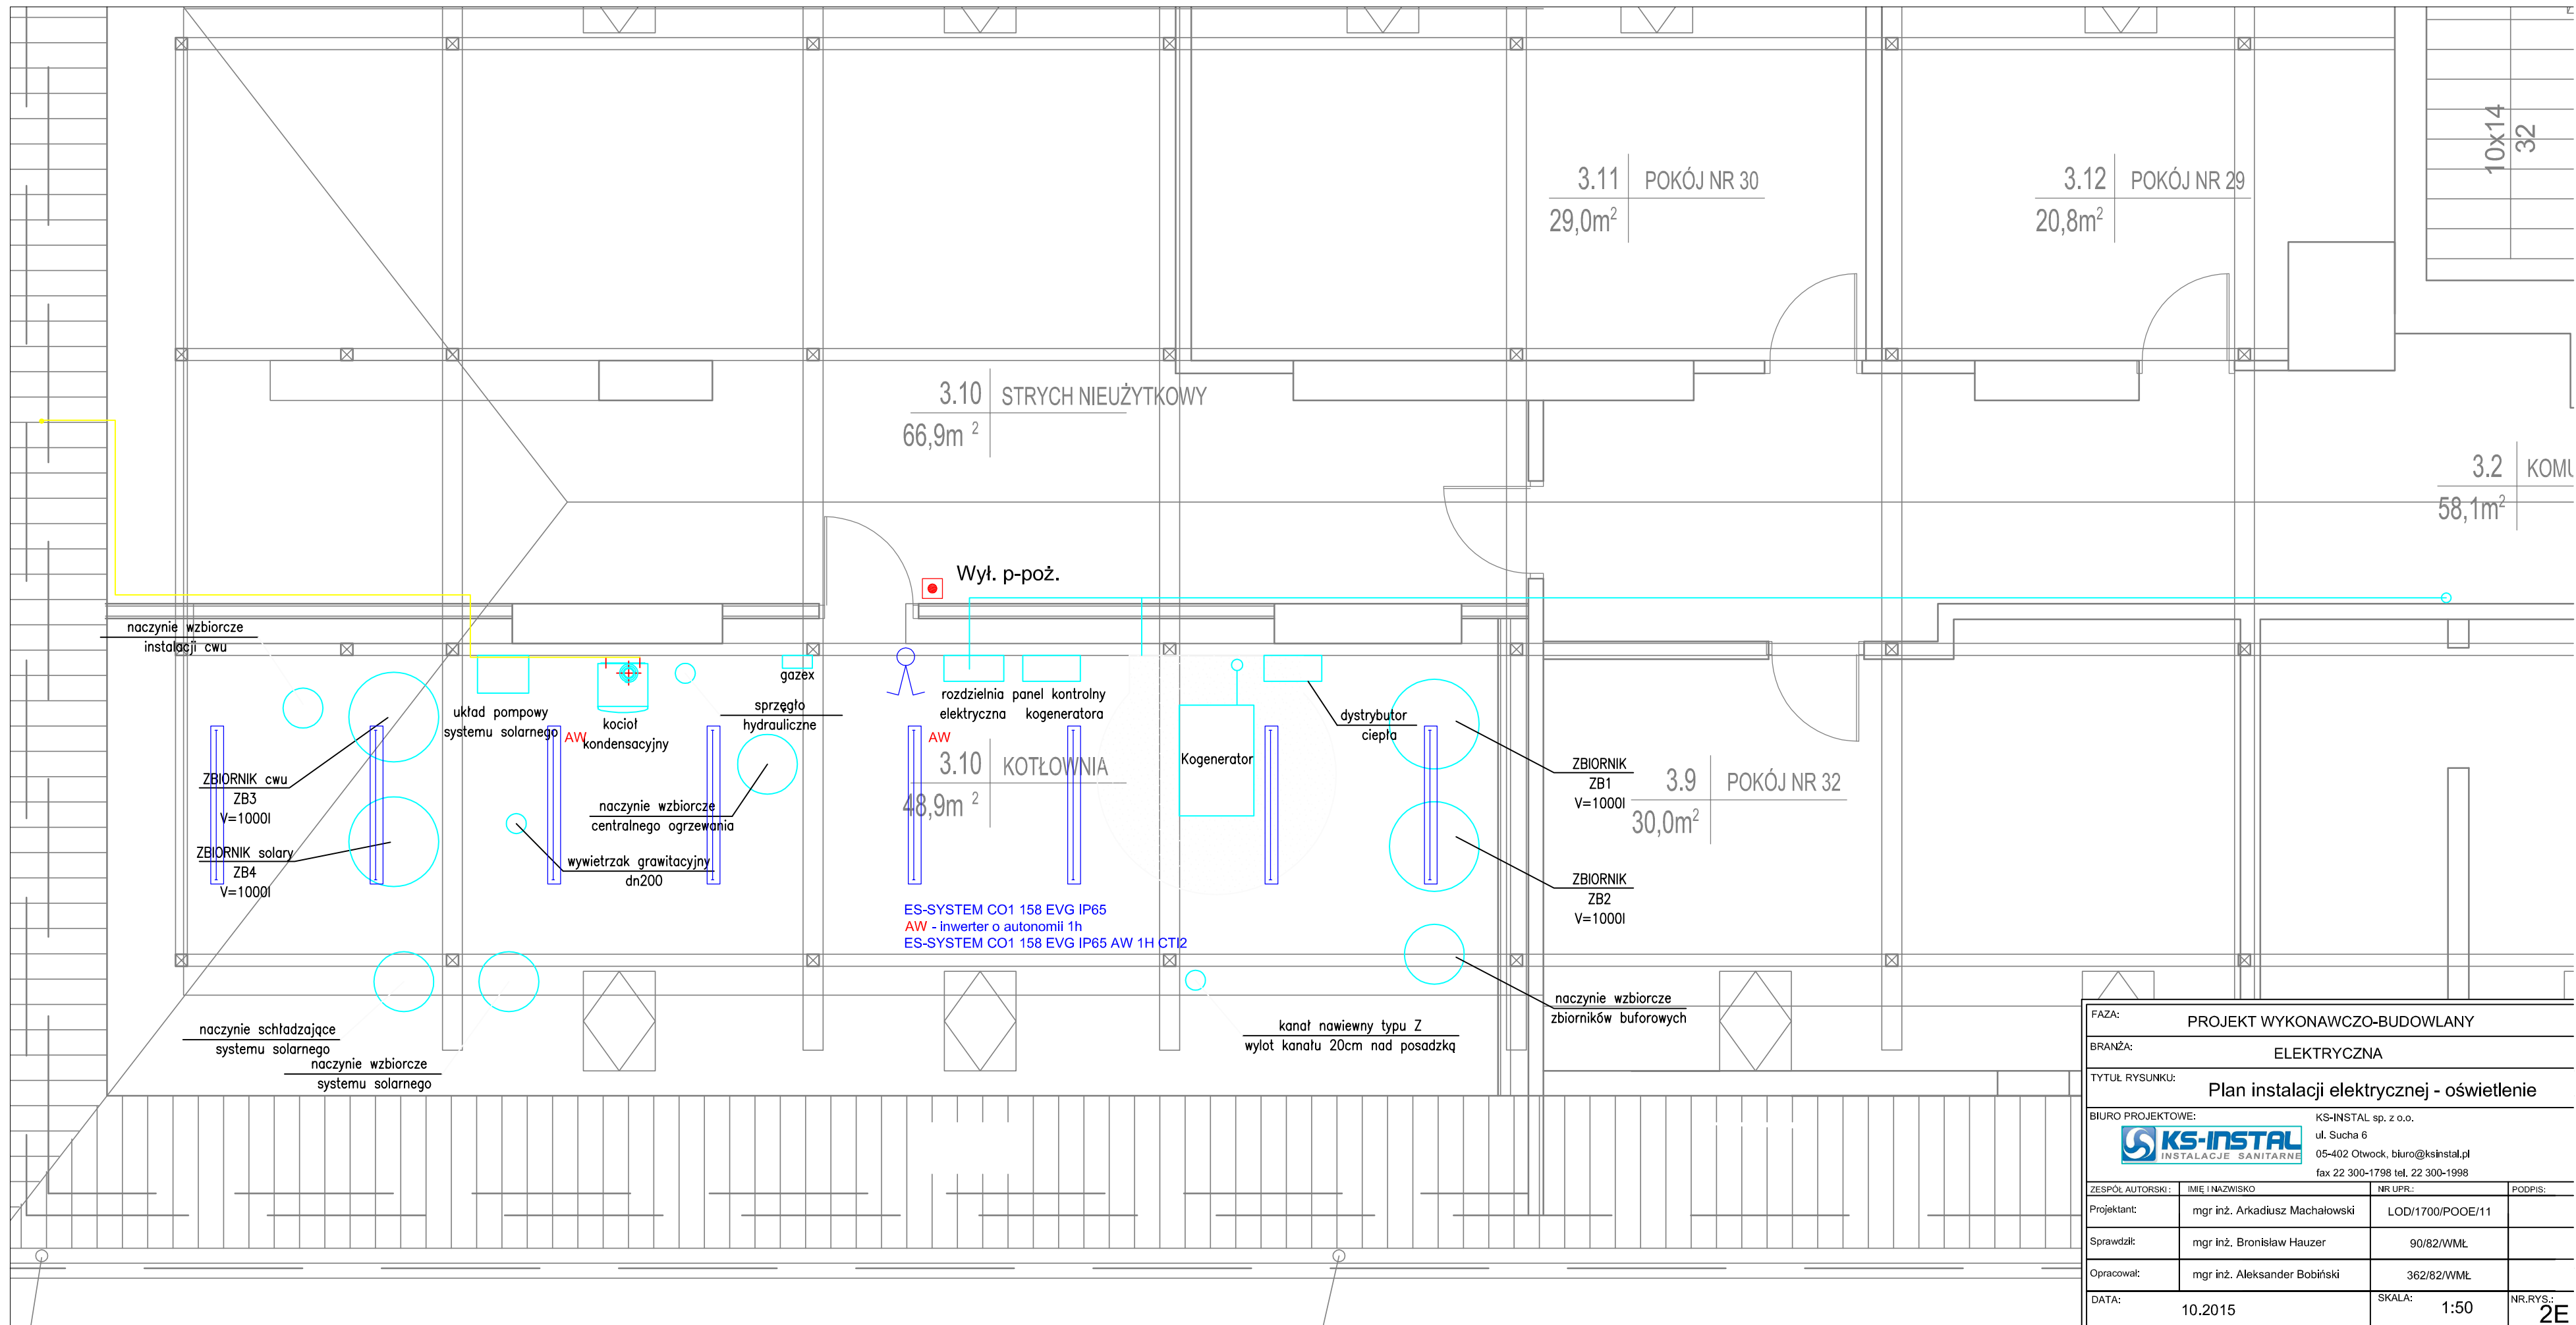 10x14
32
3.11 POKÓJ NR 30
29,0m²
3.12 POKÓJ NR 29
20,8m²
3.10 STRYCH NIEUŻYTKOWY
66,9m ²
3.2
58,1m²
Wył. p-poż.
naczynie wzbiorcze
instalacji cwu
układ pompowy
systemu solarnego
AW
kocioł
kondensacyjny
gazex
sprzęgło
hydrauliczne
rozdzielnia
elektryczna
panel kontrolny
kogeneratora
AW
dystrybutor
ciepła
Kogenerator
3.10 KOTŁOWNIA
48,9m ²
ZBIORNIK cwu
ZB3
V=1000l
ZBIORNIK solary
ZB4
V=1000l
naczynie wzbiorcze
centralnego ogrzewania
wywietrzak grawitacyjny
dn200
ZBIORNIK
ZB1
V=1000l
3.9 POKÓJ NR 32
30,0m²
ZBIORNIK
ZB2
V=1000l
ES-SYSTEM CO1 158 EVG IP65
AW - inwerter o autonomii 1h
ES-SYSTEM CO1 158 EVG IP65 AW 1H CTI2
naczynie schładzające
systemu solarnego
naczynie wzbiorcze
systemu solarnego
kanał nawiewny typu Z
wylot kanału 20cm nad posadzką
naczynie wzbiorcze
zbiorników buforowych
FAZA: PROJEKT WYKONAWCZO-BUDOWLANY
BRANŻA: ELEKTRYCZNA
TYTUŁ RYSUNKU: Plan instalacji elektrycznej - oświetlenie
BIURO PROJEKTOWE:
KS-INSTAL
INSTALACJE SANITARNE
KS-INSTAL sp. z o.o.
ul. Sucha 6
05-402 Otwock, biuro@ksinstal.pl
fax 22 300-1798 tel. 22 300-1998
ZESPÓŁ AUTORSKI: IMIĘ I NAZWISKO NR UPR.: PODPIS:
Projektant: mgr inż. Arkadiusz Machałowski LOD/1700/POOE/11
Sprawdził: mgr inż. Bronisław Hauzer 90/82/WMŁ
Opracował: mgr inż. Aleksander Bobiński 362/82/WMŁ
DATA: 10.2015 SKALA: 1:50 NR.RYS.: 2E